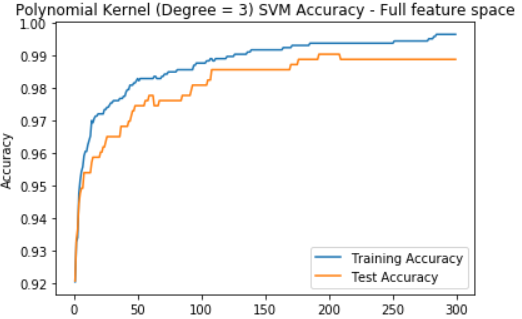 Polynomial Kernel (Degree = 3) SVM Accuracy - Full feature space
1.00
0.99
0.98
0.97
0.96
0.95
0.94
0.93
0.92
Accuracy
Training Accuracy
Test Accuracy
0 50 100 150 200 250 300